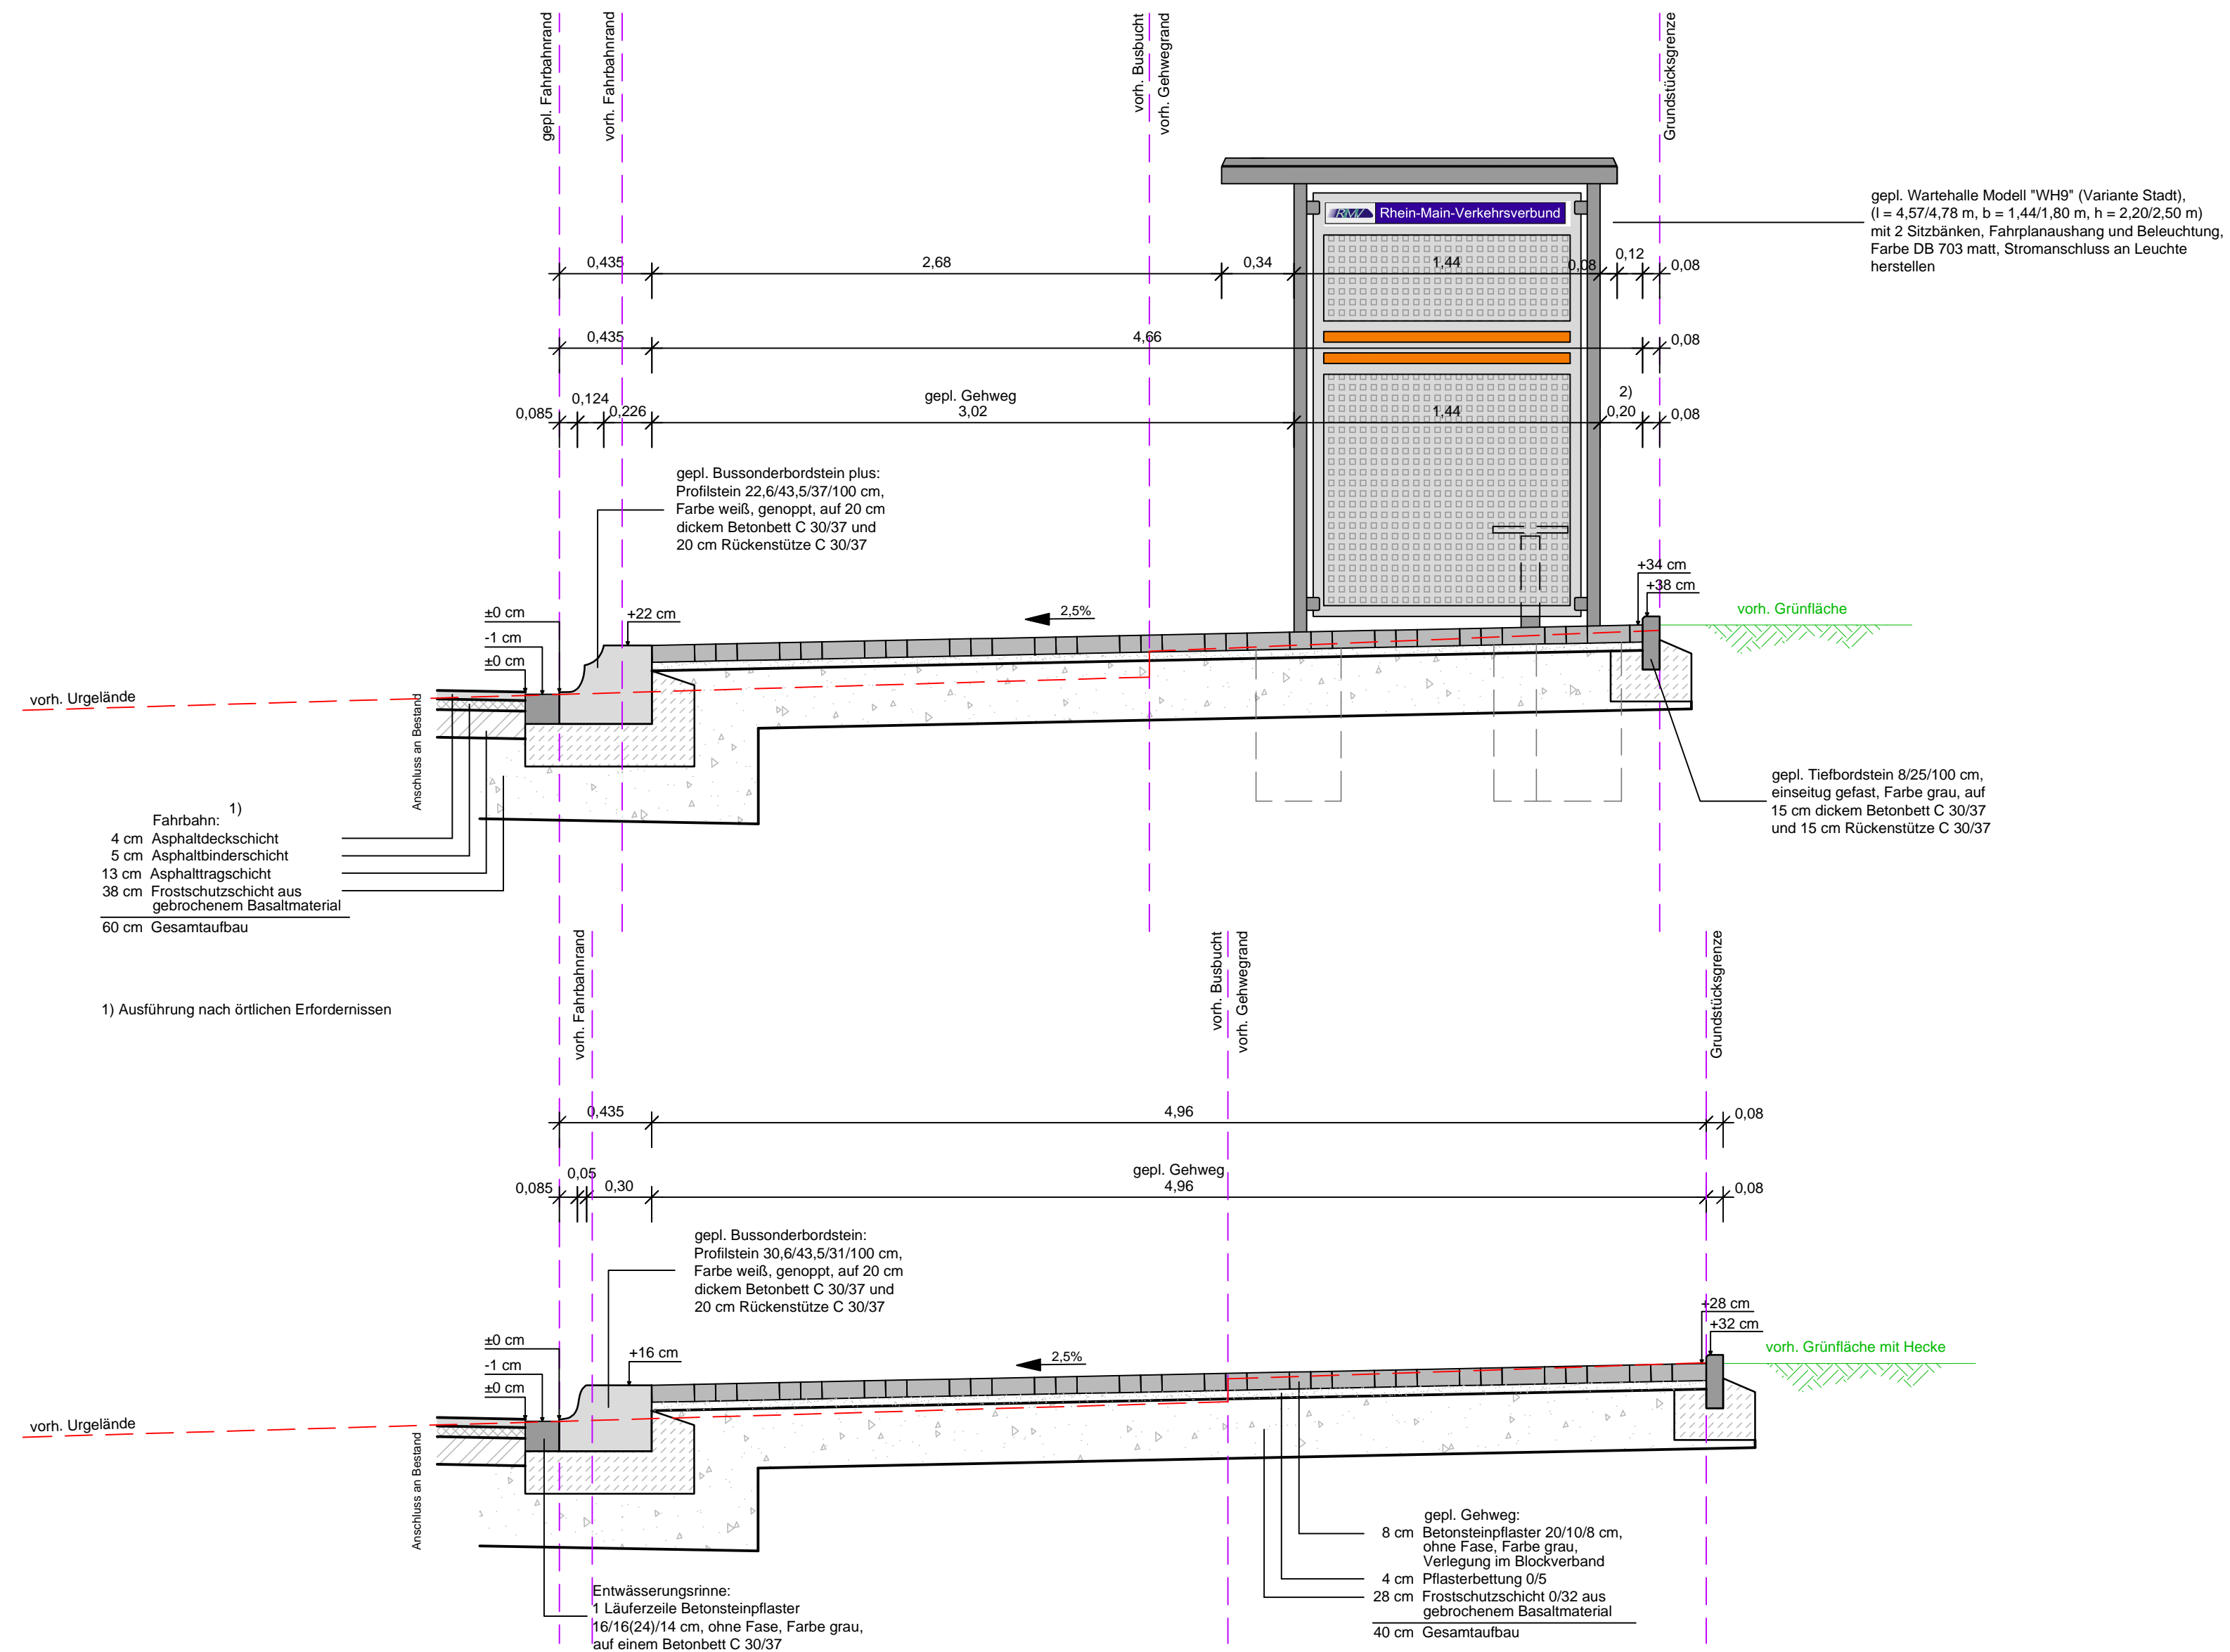 gepl. Fahrbahnrand
vorh. Fahrbahnrand
vorh. Busbucht
vorh. Gehwegrand
Grundstücksgrenze
RMV Rhein-Main-Verkehrsverbund
gepl. Wartehalle Modell "WH9" (Variante Stadt),
(l = 4,57/4,78 m, b = 1,44/1,80 m, h = 2,20/2,50 m)
mit 2 Sitzbänken, Fahrplanaushang und Beleuchtung,
Farbe DB 703 matt, Stromanschluss an Leuchte
herstellen
0,435 2,68 0,34 1,44 0,08 0,12 0,08
0,435 4,66 0,08
0,085 0,124 0,226 gepl. Gehweg
3,02 1,44 2)
0,20 0,08
gepl. Bussonderbordstein plus:
Profilstein 22,6/43,5/37/100 cm,
Farbe weiß, genoppt, auf 20 cm
dickem Betonbett C 30/37 und
20 cm Rückenstütze C 30/37
+34 cm
+38 cm
vorh. Grünfläche
±0 cm
-1 cm
±0 cm
+22 cm
2,5%
vorh. Urgelände
Anschluss an Bestand
gepl. Tiefbordstein 8/25/100 cm,
einseitug gefast, Farbe grau, auf
15 cm dickem Betonbett C 30/37
und 15 cm Rückenstütze C 30/37
1)
Fahrbahn:
4 cm Asphaltdeckschicht
5 cm Asphaltbinderschicht
13 cm Asphalttragschicht
38 cm Frostschutzschicht aus
gebrochenem Basaltmaterial
60 cm Gesamtaufbau
1) Ausführung nach örtlichen Erfordernissen
vorh. Fahrbahnrand
vorh. Busbucht
vorh. Gehwegrand
Grundstücksgrenze
0,435 4,96 0,08
0,085 0,05 0,30 gepl. Gehweg
4,96 0,08
gepl. Bussonderbordstein:
Profilstein 30,6/43,5/31/100 cm,
Farbe weiß, genoppt, auf 20 cm
dickem Betonbett C 30/37 und
20 cm Rückenstütze C 30/37
+28 cm
+32 cm
vorh. Grünfläche mit Hecke
±0 cm
-1 cm
±0 cm
+16 cm
2,5%
vorh. Urgelände
Anschluss an Bestand
gepl. Gehweg:
8 cm Betonsteinpflaster 20/10/8 cm,
ohne Fase, Farbe grau,
Verlegung im Blockverband
4 cm Pflasterbettung 0/5
28 cm Frostschutzschicht 0/32 aus
gebrochenem Basaltmaterial
40 cm Gesamtaufbau
Entwässerungsrinne:
1 Läuferzeile Betonsteinpflaster
16/16(24)/14 cm, ohne Fase, Farbe grau,
auf einem Betonbett C 30/37